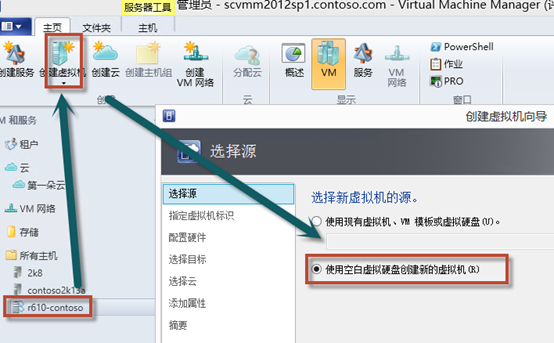 服务器工具
管理员 - scvmm2012sp1.contoso.com - Virtual Machine Manager (评
主页
文件夹
主机
创建服务
创建虚拟机
创建云
创建主机组
创建
VM 网络
分配云
概述
VM
服务
VM
网络
PowerShell
作业
PRO
云
显示
窗口
M 和服务
租户
云
第一朵云
VM 网络
存储
所有主机
2k8
contoso2k13a
r610-contoso
创建虚拟机向导
选择源
选择源
指定虚拟机标识
配置硬件
选择目标
选择云
添加属性
摘要
选择新虚拟机的源。
使用现有虚拟机、VM 模板或虚拟硬盘(U)。
使用空白虚拟硬盘创建新的虚拟机(R)